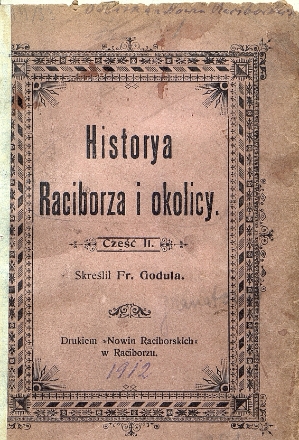 Historya
Raciborza i okolicy.
Część II.
Skreślił Fr. Godula.
Drukiem »Nowin Raciborskich«
w Raciborzu.
1912